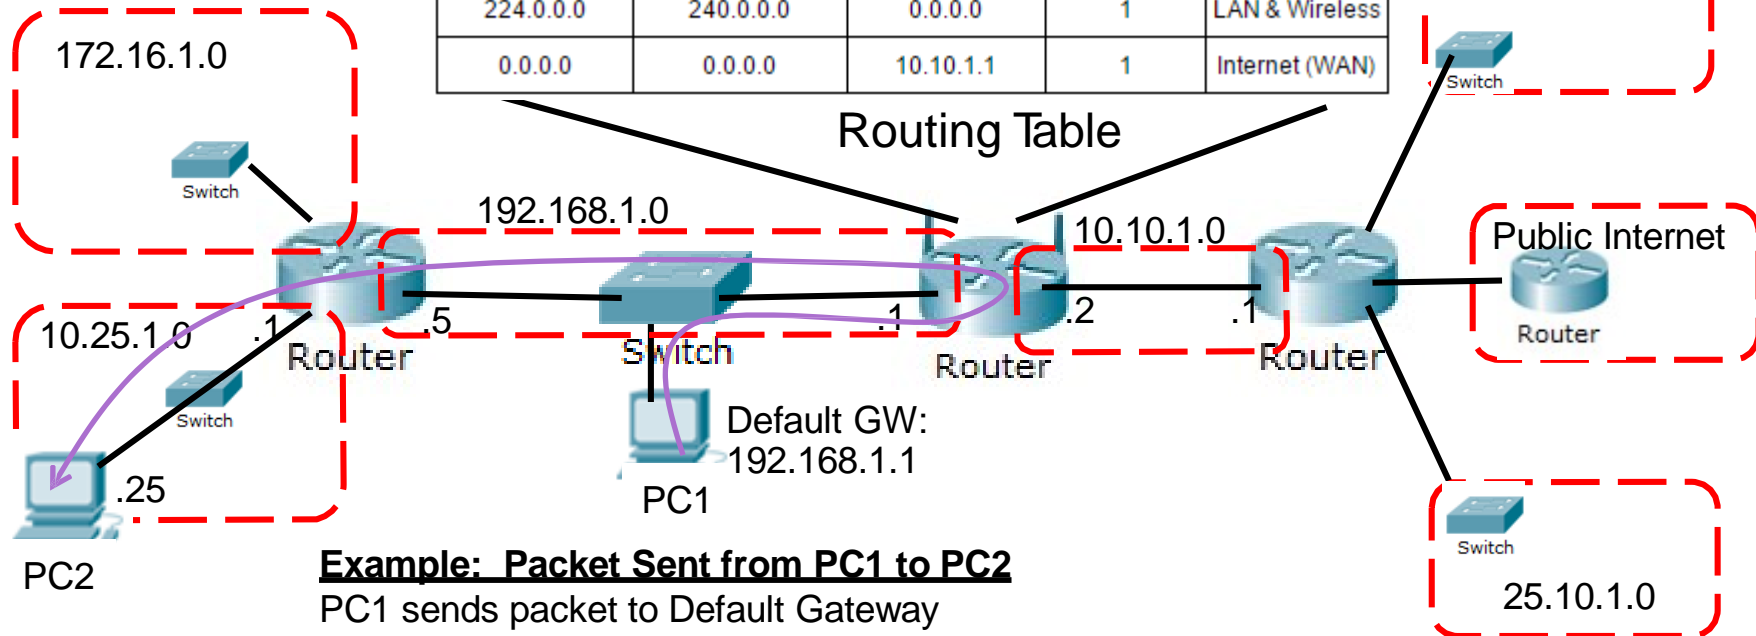 224.0.0.0 240.0.0.0 0.0.0.0 1 LAN & Wireless
0.0.0.0 0.0.0.0 10.10.1.1 1 Internet (WAN)
172.16.1.0
Switch
Routing Table
Switch
192.168.1.0
10.10.1.0
Public Internet
10.25.1.0
.1
.5
.1
.2
.1
Router
Switch
Router
Router
Router
Switch
Default GW:
192.168.1.1
.25
PC1
PC2
Switch
25.10.1.0
Example: Packet Sent from PC1 to PC2
PC1 sends packet to Default Gateway